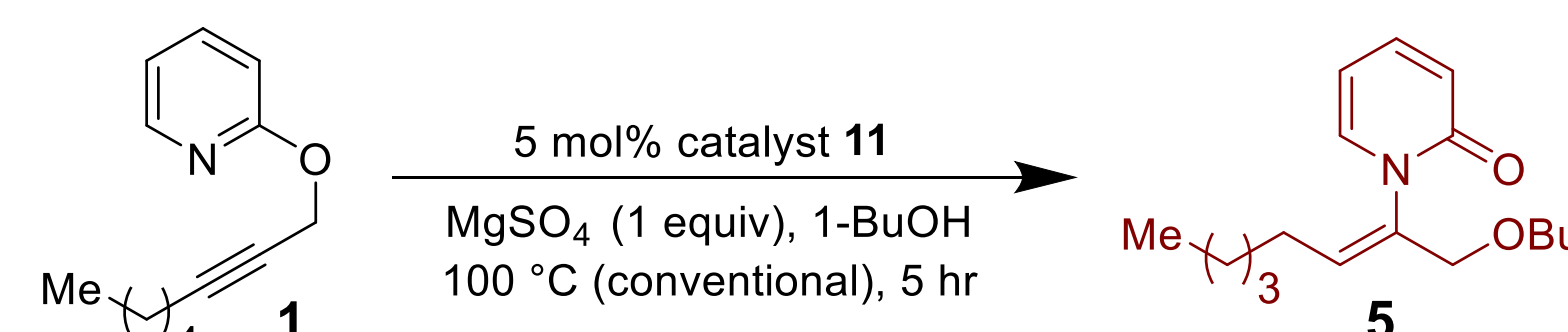 N
O
Me
1
5 mol% catalyst 11
MgSO₄ (1 equiv), 1-BuOH
100 °C (conventional), 5 hr
N
O
Me
3
OBu
5